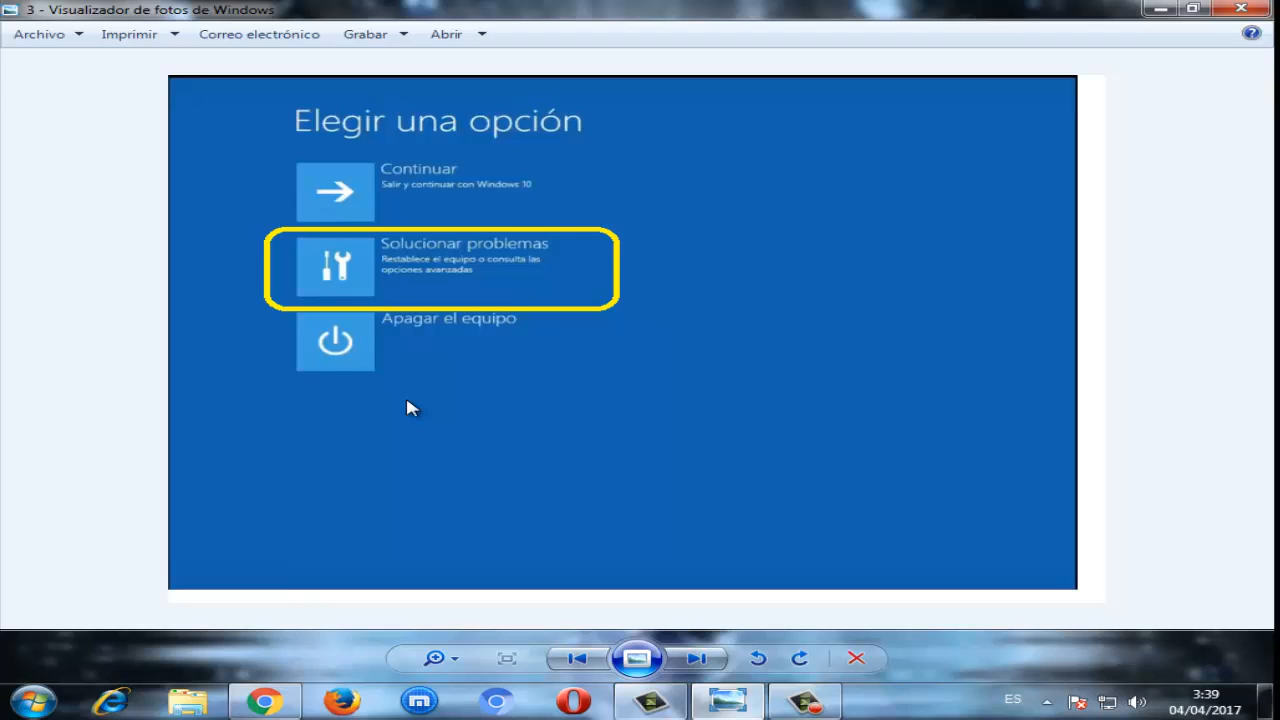 3 - Visualizador de fotos de Windows
Archivo Imprimir Correo electrónico Grabar Abrir
Elegir una opción
Continuar
Salir y continuar con Windows 10
Solucionar problemas
Restablece el equipo o consulta las
opciones avanzadas
Apagar el equipo
ES
3:39
04/04/2017